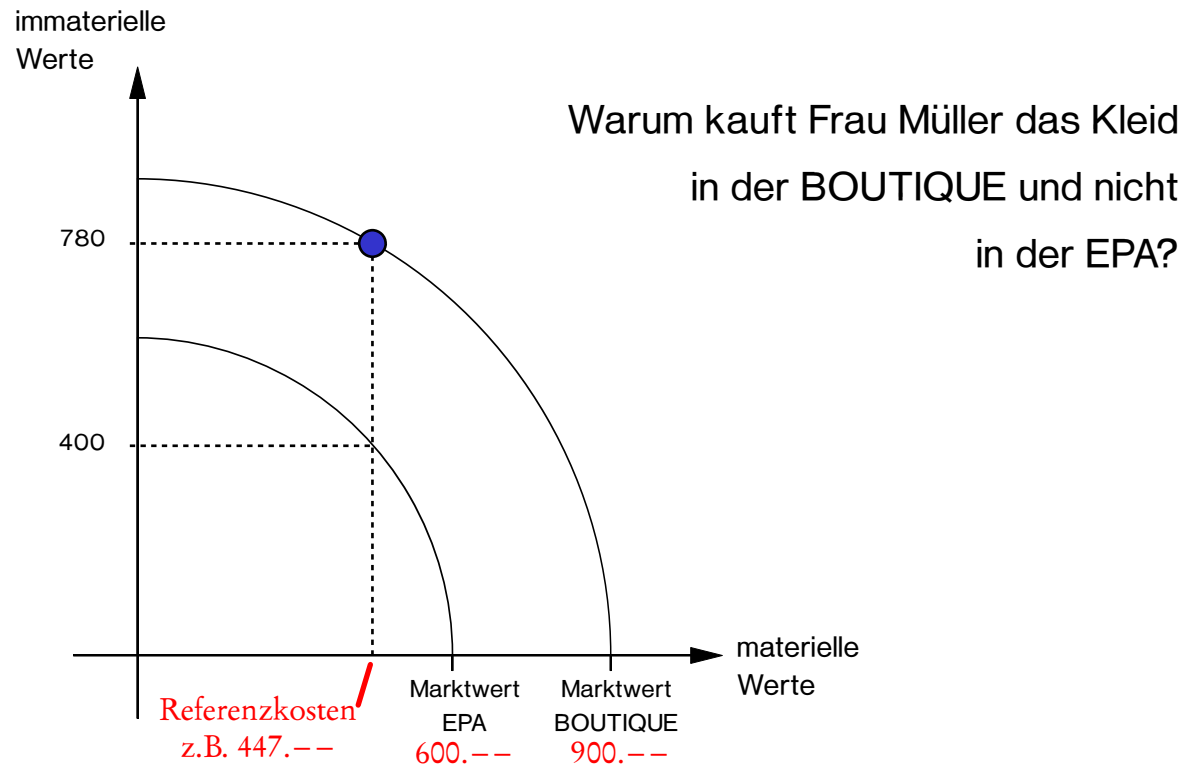 immaterielle
Werte
Warum kauft Frau Müller das Kleid
in der BOUTIQUE und nicht
in der EPA?
780
400
materielle
Werte
Referenzkosten
z.B. 447.––
Marktwert
EPA
600.––
Marktwert
BOUTIQUE
900.––